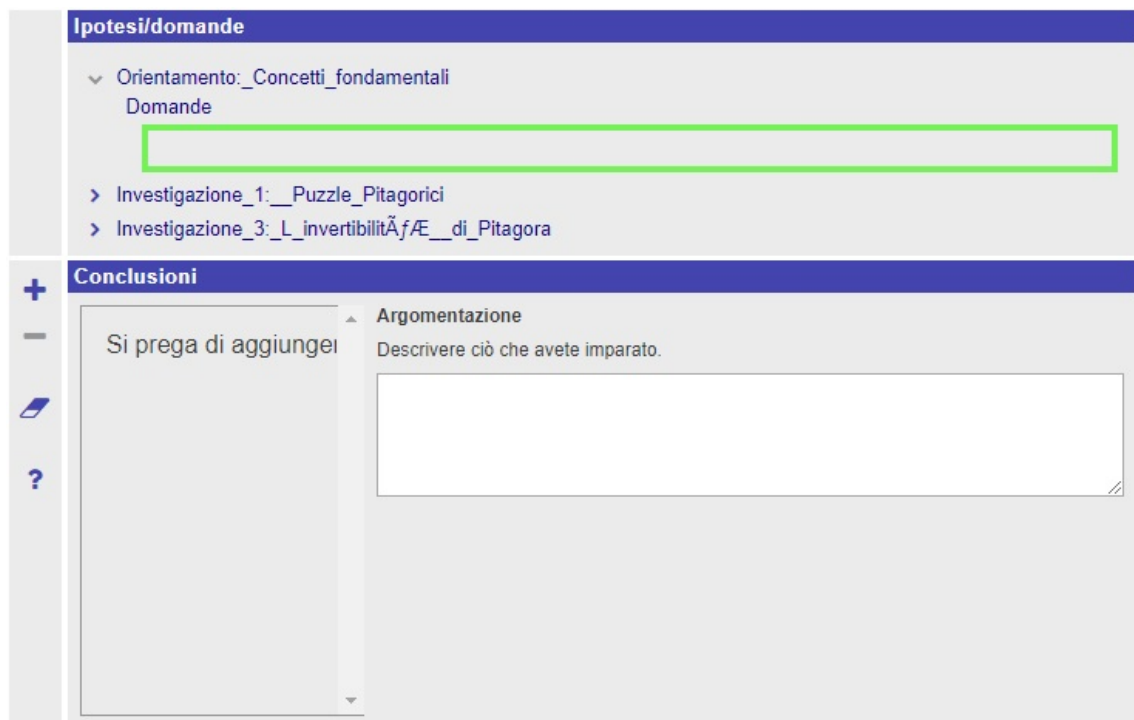 Ipotesi/domande
Orientamento:_Concetti_fondamentali
Domande
Investigazione_1:__Puzzle_Pitagorici
Investigazione_3:_L_invertibilitÃƒÆ__di_Pitagora
Conclusioni
Si prega di aggiunger
Argomentazione
Descrivere ciò che avete imparato.
?